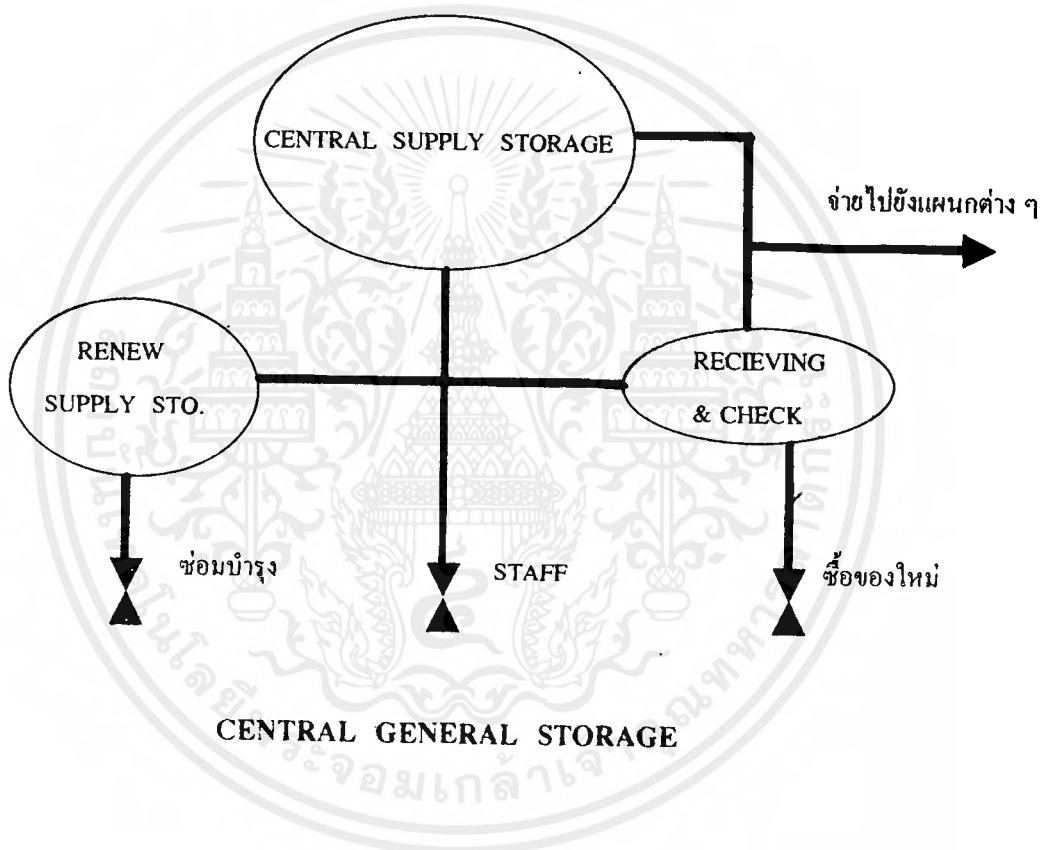 CENTRAL SUPPLY STORAGE
จ่ายไปยังแผนกต่าง ๆ
RENEW
SUPPLY STO.
RECIEVING
& CHECK
ซ่อมบำรุง
STAFF
ซื้อของใหม่
CENTRAL GENERAL STORAGE